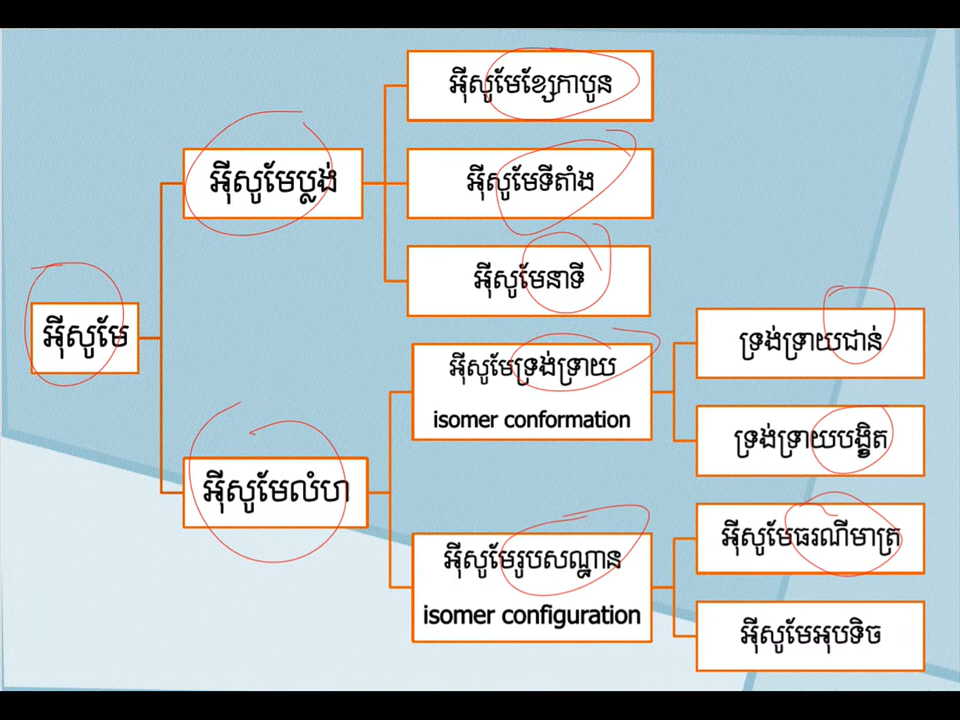 អ៊ីសូមែ
អ៊ីសូមែប្លង់
អ៊ីសូមែខ្សែកាបូន
អ៊ីសូមែទីតាំង
អ៊ីសូមែនាទី
អ៊ីសូមែលំហ
អ៊ីសូមែទ្រង់ទ្រាយ
isomer conformation
ទ្រង់ទ្រាយជាន់
ទ្រង់ទ្រាយបង្ខិត
អ៊ីសូមែរូបសណ្ឋាន
isomer configuration
អ៊ីសូមែធរណីមាត្រ
អ៊ីសូមែអុបទិច